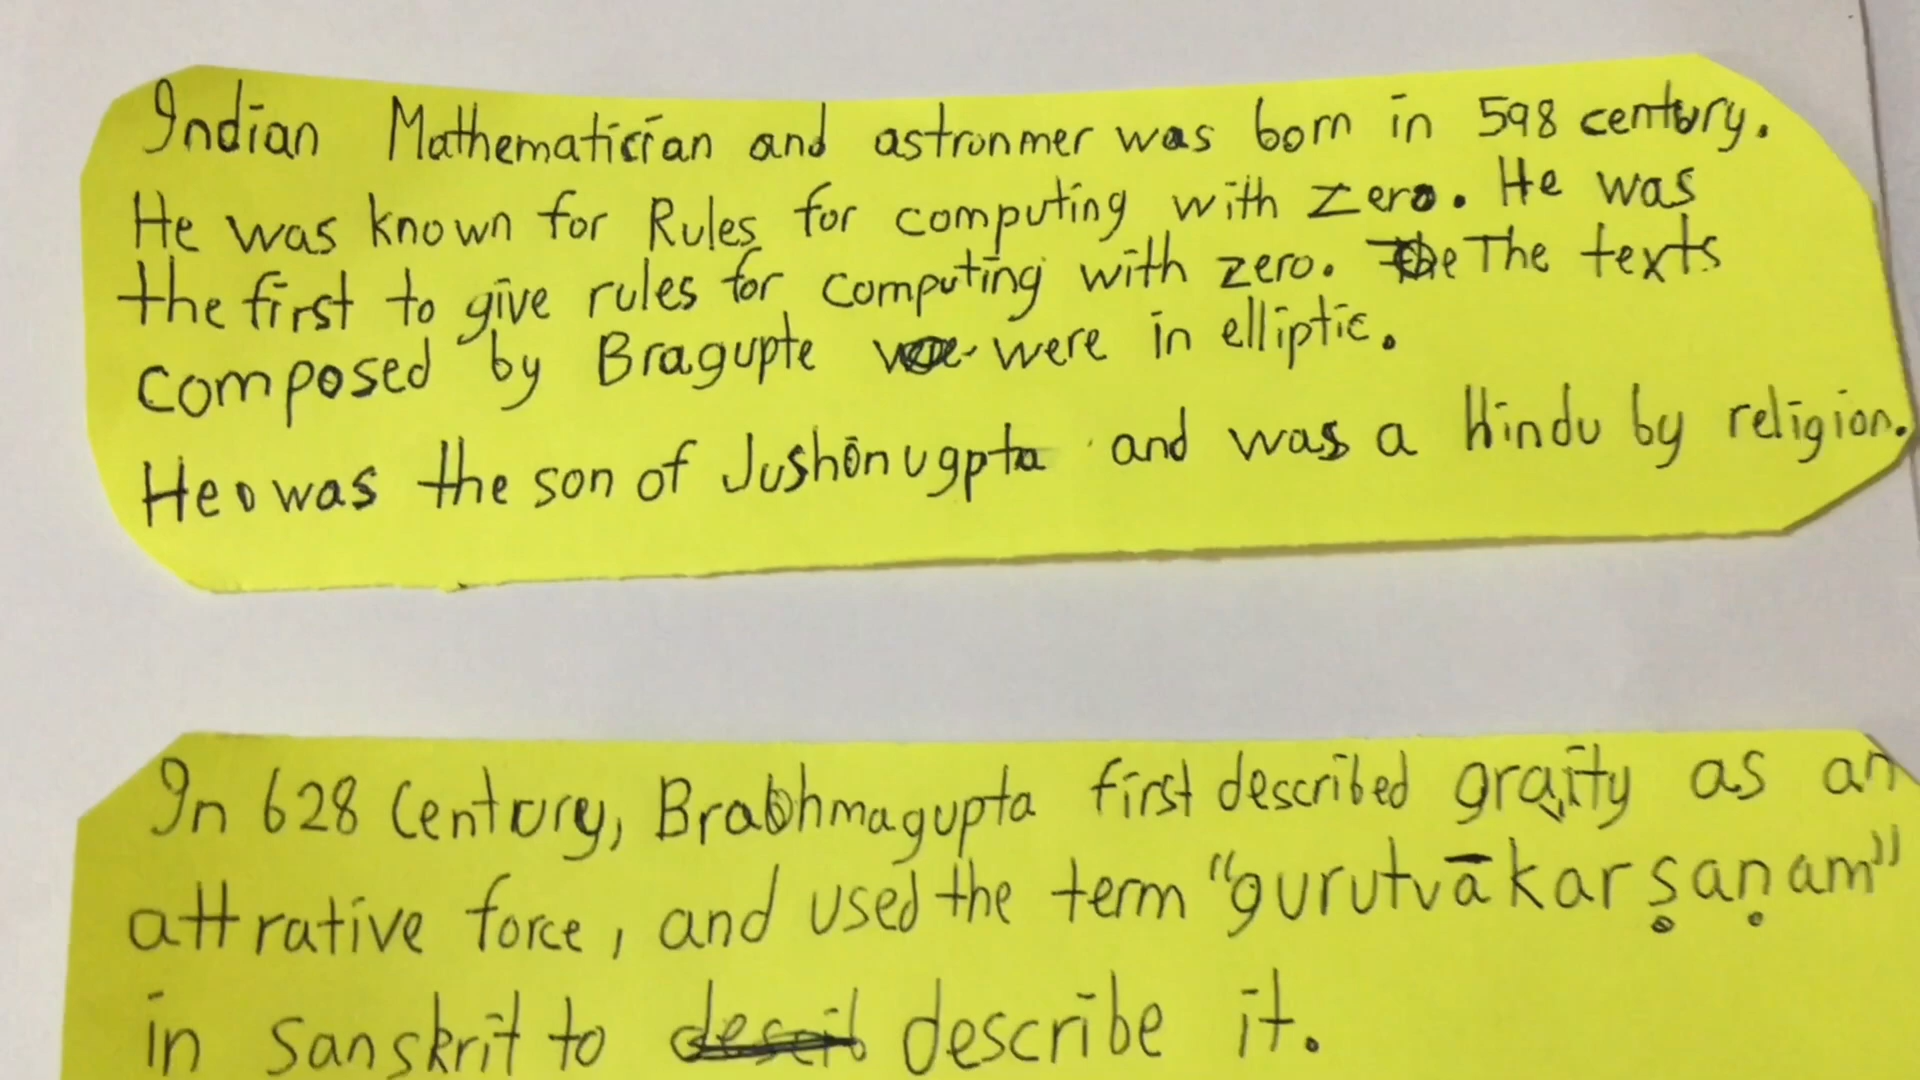 Indian Mathematician and astronmer was born in 598 century.
He was known for Rules for computing with zero. He was
the first to give rules for computing with zero. The The texts
composed by Bragupte were in elliptic.
He was the son of Jushonugpta and was a Hindu by religion.
In 628 Century, Brabhmagupta first described graity as an
attrative force, and used the term "gurutvākarṣaṇam"
in sanskrit to describe it.